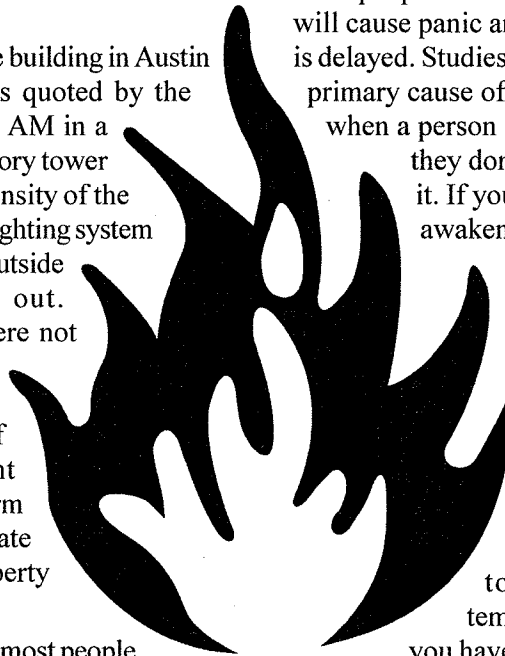 e building in Austin
s quoted by the
AM in a
ory tower
nsity of the
ghting system
utside
out.
ere not
f
nt
rm
ate
perty
most people
will cause panic an
is delayed. Studies
primary cause of
when a person
they don
it. If you
awaken
to
tem
you have